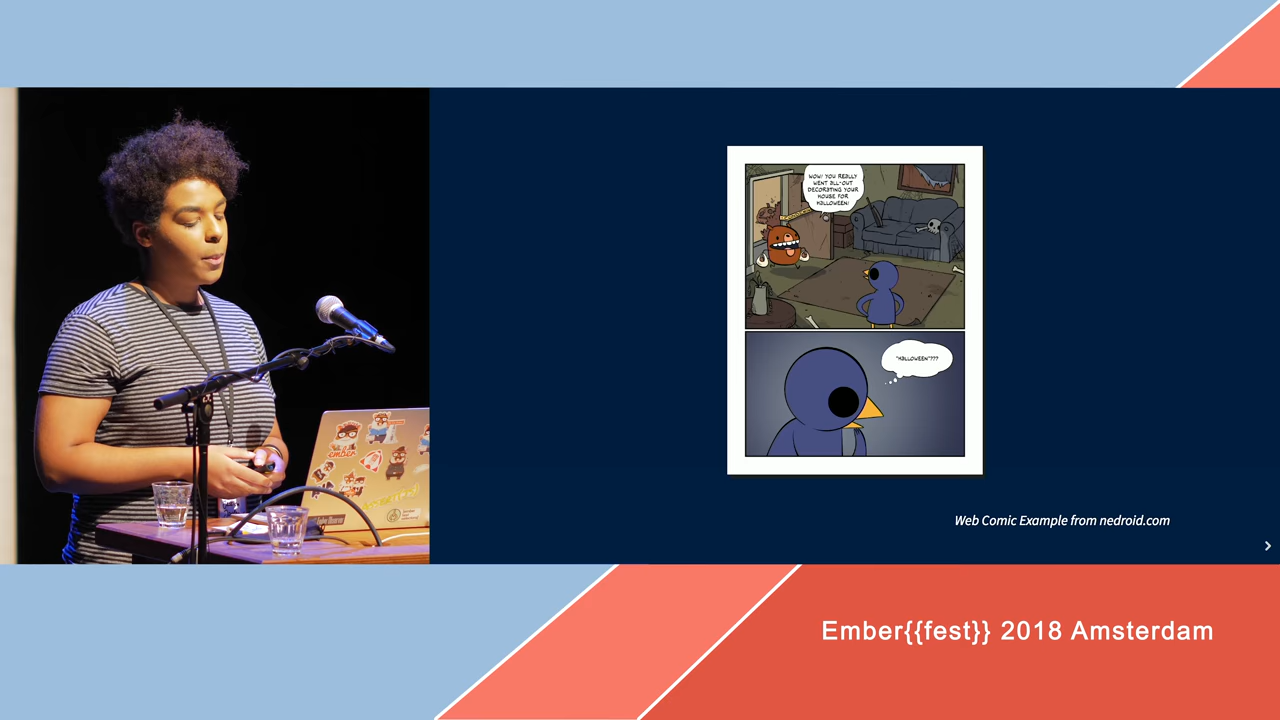 WOW! YOU REALLY
WENT ALL-OUT
DECORATING YOUR
HOUSE FOR
HALLOWEEN!
"HALLOWEEN"???
Web Comic Example from nedroid.com
ember
Ember{{fest}} 2018 Amsterdam